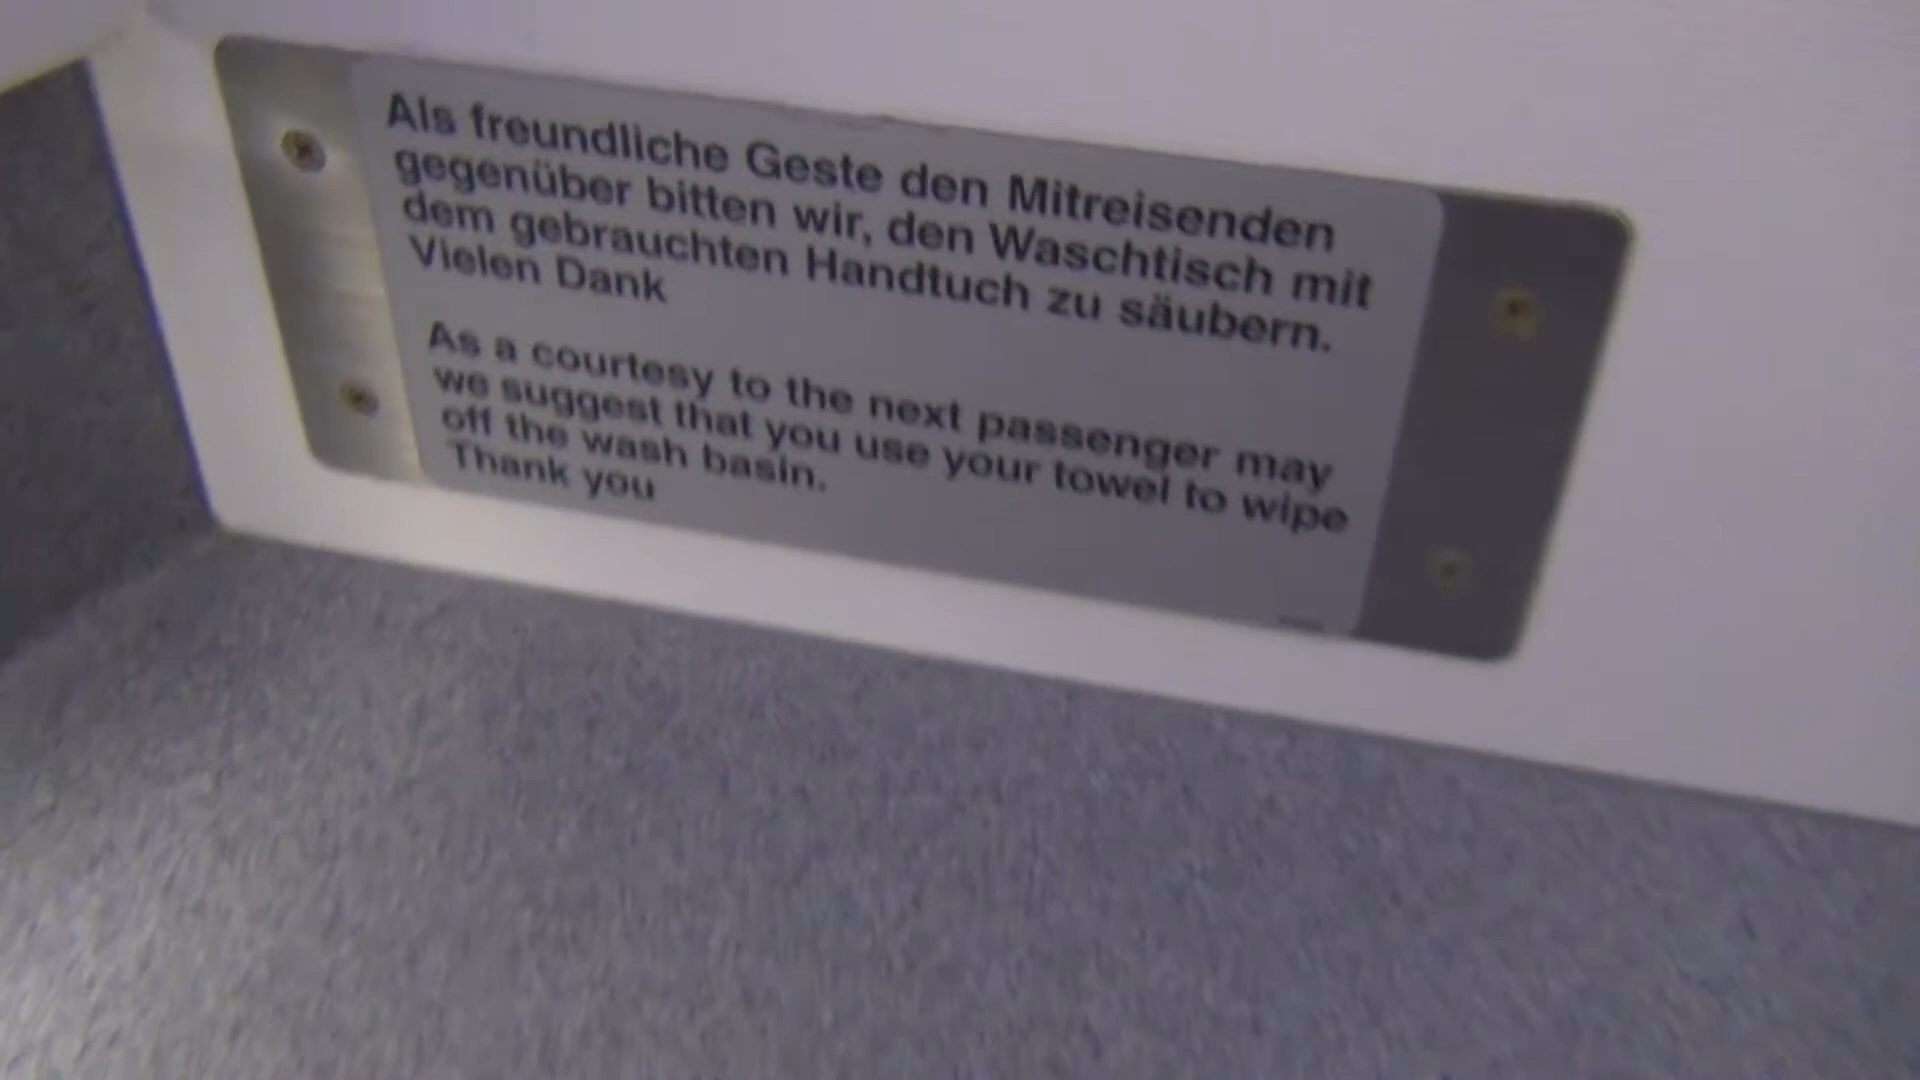 Als freundliche Geste den Mitreisenden
gegenüber bitten wir, den Waschtisch mit
dem gebrauchten Handtuch zu säubern.
Vielen Dank
As a courtesy to the next passenger may
we suggest that you use your towel to wipe
off the wash basin.
Thank you